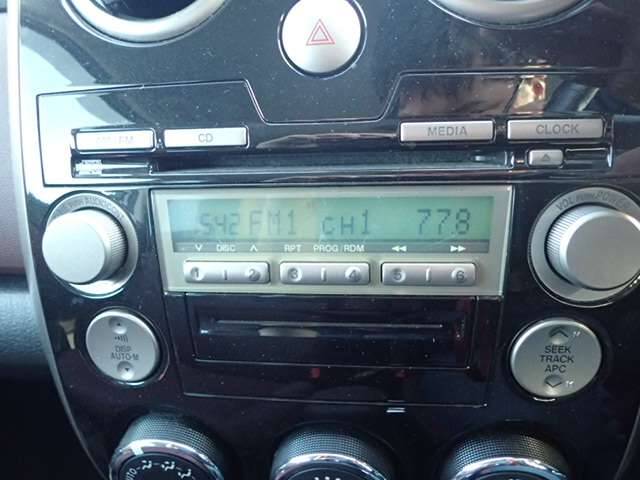 CD MEDIA CLOCK
5:42 FM1 CH1 77.8
DISC RPT PROG/RDM
1 2 3 4 5 6
DISP
AUTO-M
SEEK
TRACK
APC
AUTO